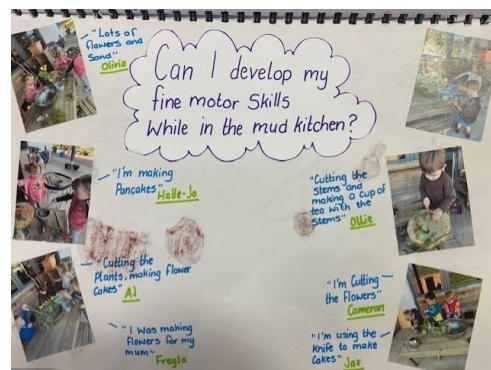 "Lots of
flowers and
Sand"
Olivia
Can I develop my
fine motor Skills
While in the mud kitchen?
"I'm making
Pancakes" Halle-Jo
"Cutting the
Stems and
making a cup of
tea with the
Stems" Ollie
"Cutting the
Plants, making flower
Cakes" AJ
"I'm Cutting
the flowers"
Cameron
"I was making
flowers for my
mum" Freyla
"I'm using the
knife to make
Cakes" Jax